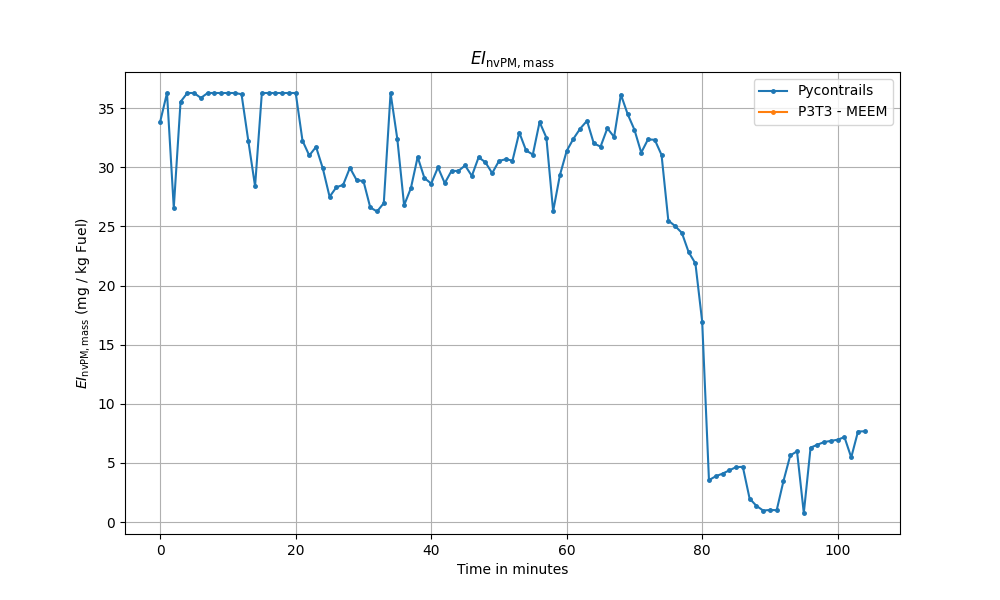 EI_nvPM, mass
Pycontrails
P3T3 - MEEM
35
30
25
20
15
10
5
0
EI_nvPM, mass (mg / kg Fuel)
0 20 40 60 80 100
Time in minutes